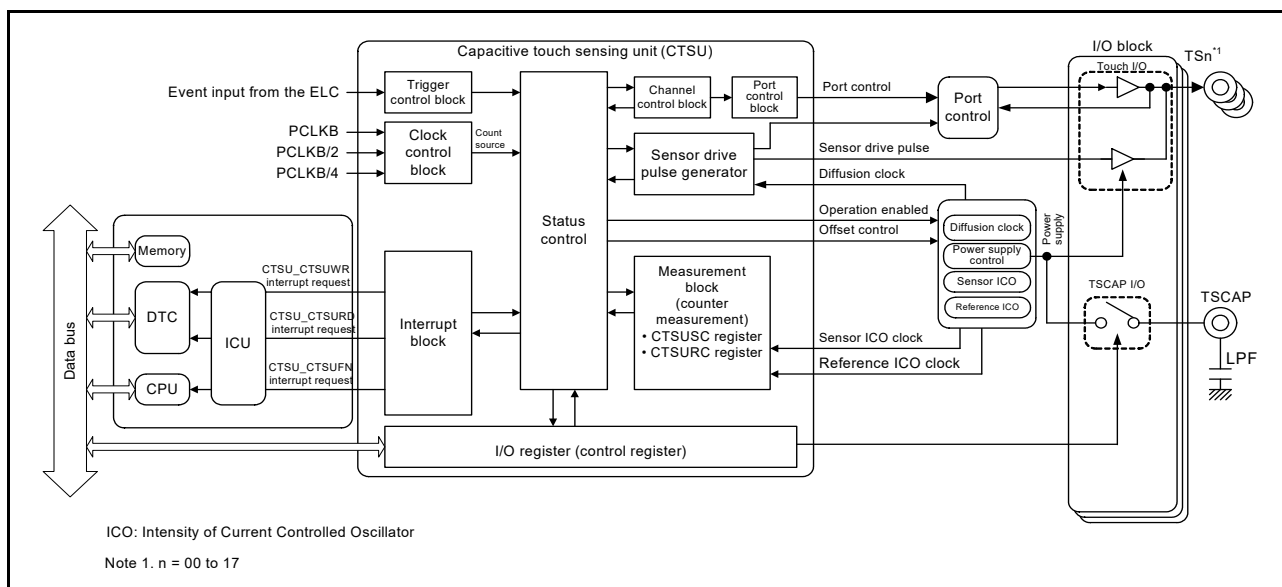 Capacitive touch sensing unit (CTSU)
I/O block
TSn*1
Touch I/O
Event input from the ELC
Trigger
control block
Channel
control block
Port
control
block
Port control
Port
control
PCLKB
PCLKB/2
PCLKB/4
Clock
control
block
Count
source
Sensor drive
pulse generator
Sensor drive pulse
Diffusion clock
Status
control
Operation enabled
Offset control
Diffusion clock
Power supply
control
Sensor ICO
Reference ICO
Power
supply
Data bus
Memory
DTC
CPU
ICU
CTSU_CTSUWR
interrupt request
CTSU_CTSURD
interrupt request
CTSU_CTSUFN
interrupt request
Interrupt
block
Measurement
block
(counter
measurement)
• CTSUSC register
• CTSURC register
Sensor ICO clock
Reference ICO clock
TSCAP I/O
TSCAP
LPF
I/O register (control register)
ICO: Intensity of Current Controlled Oscillator
Note 1. n = 00 to 17